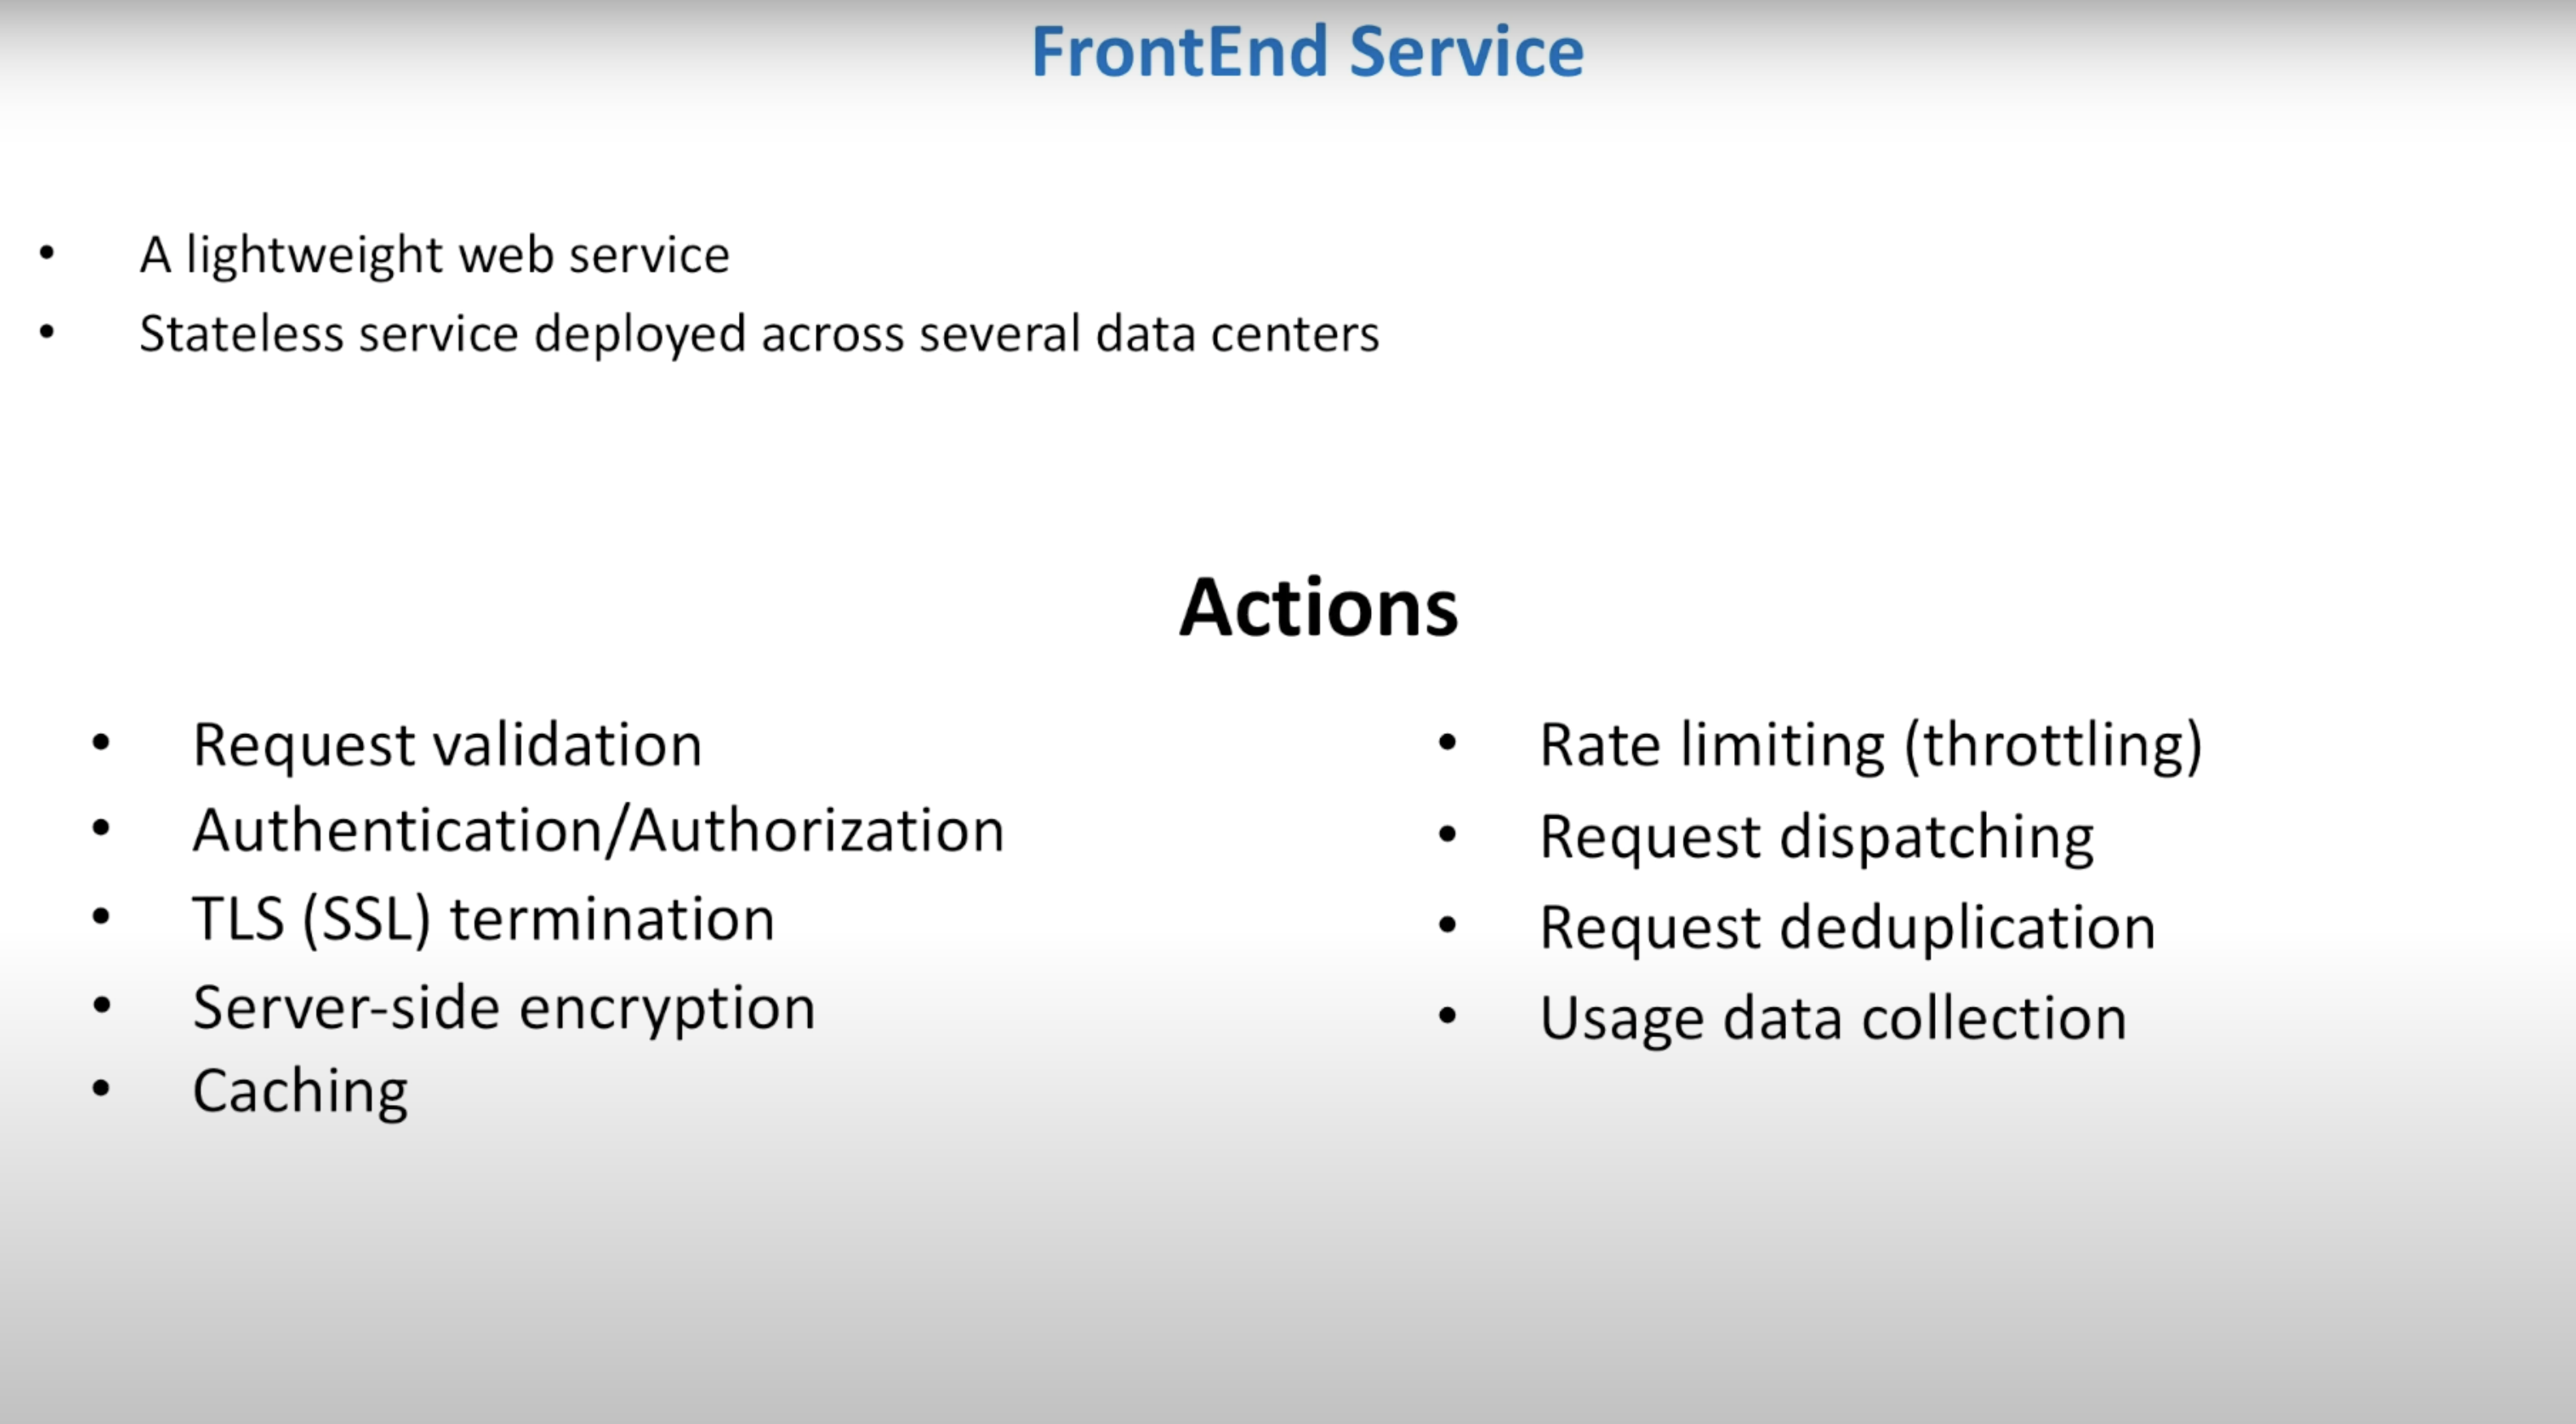 FrontEnd Service
• A lightweight web service
• Stateless service deployed across several data centers
Actions
• Request validation
• Authentication/Authorization
• TLS (SSL) termination
• Server-side encryption
• Caching
• Rate limiting (throttling)
• Request dispatching
• Request deduplication
• Usage data collection